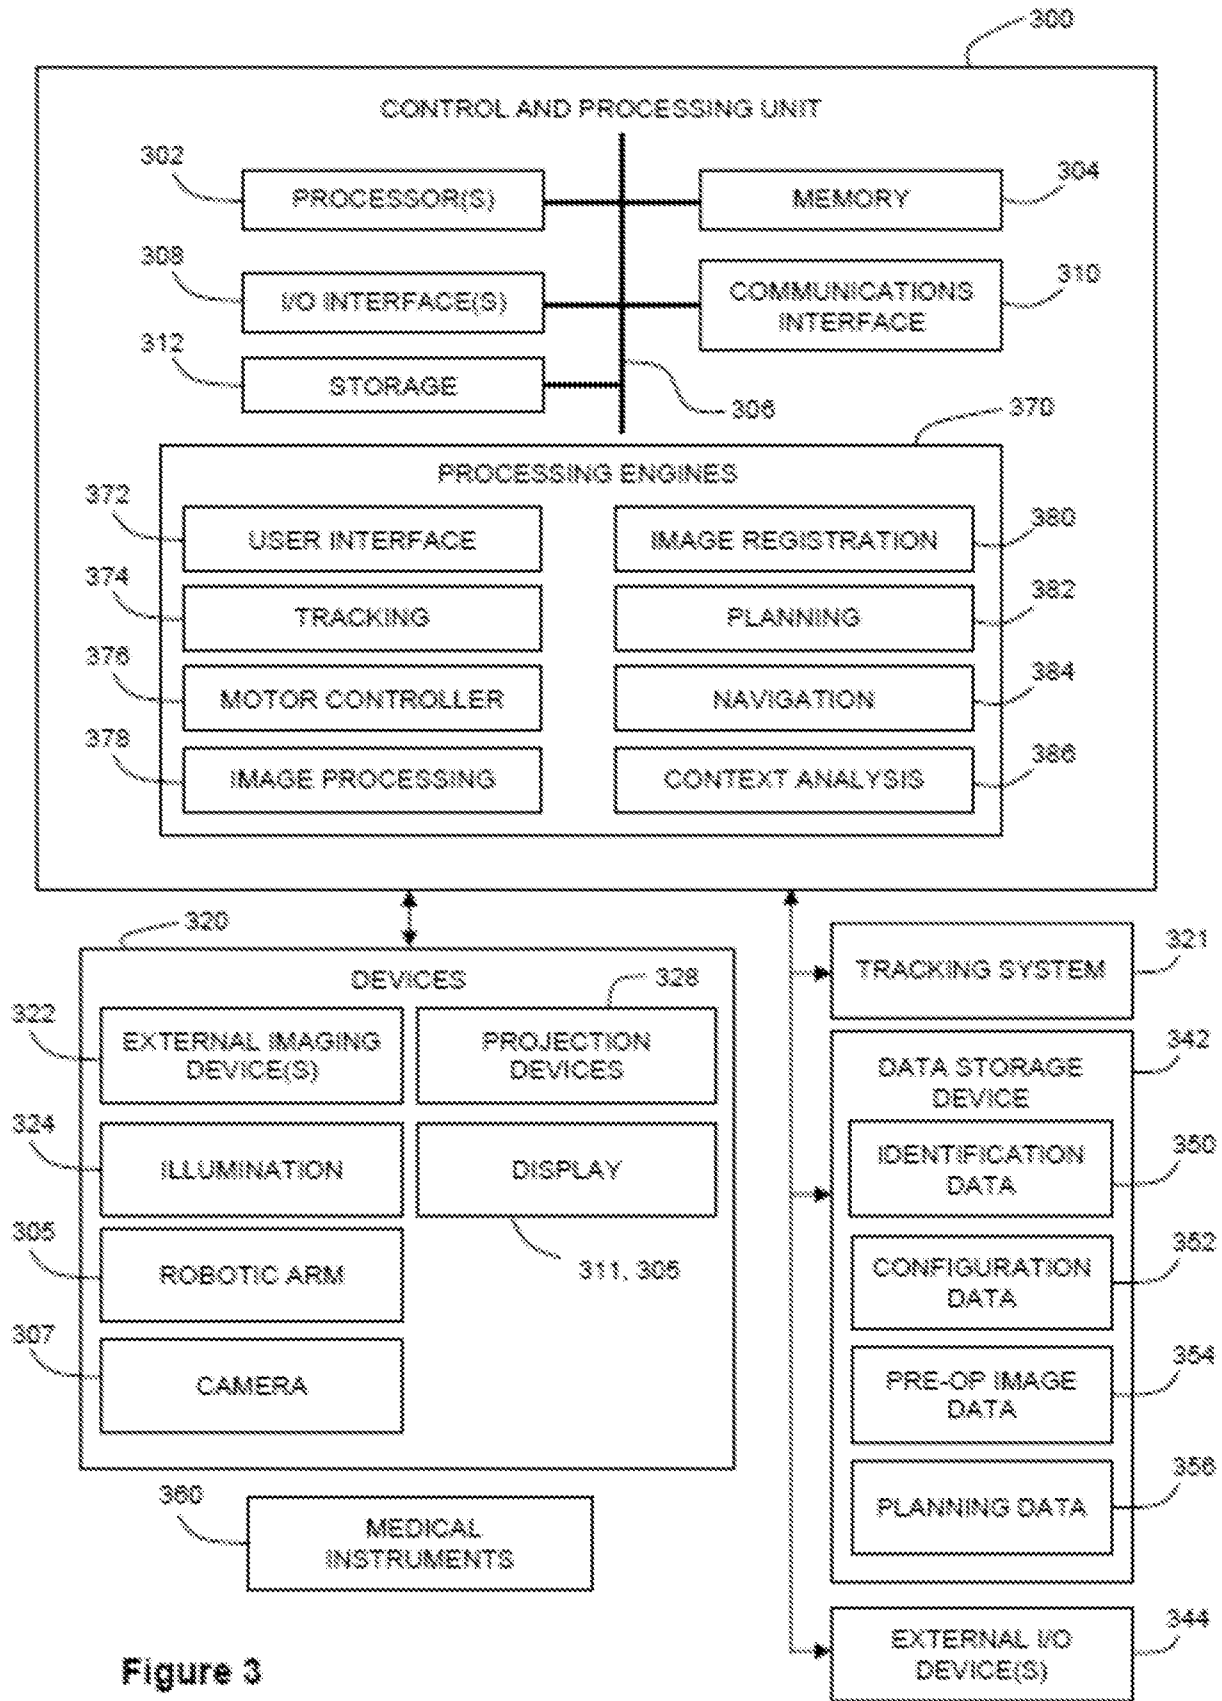 300
CONTROL AND PROCESSING UNIT
302
PROCESSOR(S)
MEMORY
304
308
I/O INTERFACE(S)
COMMUNICATIONS
INTERFACE
310
312
STORAGE
306
370
PROCESSING ENGINES
372
USER INTERFACE
IMAGE REGISTRATION
380
374
TRACKING
PLANNING
382
376
MOTOR CONTROLLER
NAVIGATION
384
378
IMAGE PROCESSING
CONTEXT ANALYSIS
386
320
DEVICES
328
322
EXTERNAL IMAGING
DEVICE(S)
PROJECTION
DEVICES
324
ILLUMINATION
DISPLAY
311, 305
305
ROBOTIC ARM
307
CAMERA
360
MEDICAL
INSTRUMENTS
TRACKING SYSTEM
321
342
DATA STORAGE
DEVICE
IDENTIFICATION
DATA
350
CONFIGURATION
DATA
352
PRE-OP IMAGE
DATA
354
PLANNING DATA
356
EXTERNAL I/O
DEVICE(S)
344
Figure 3